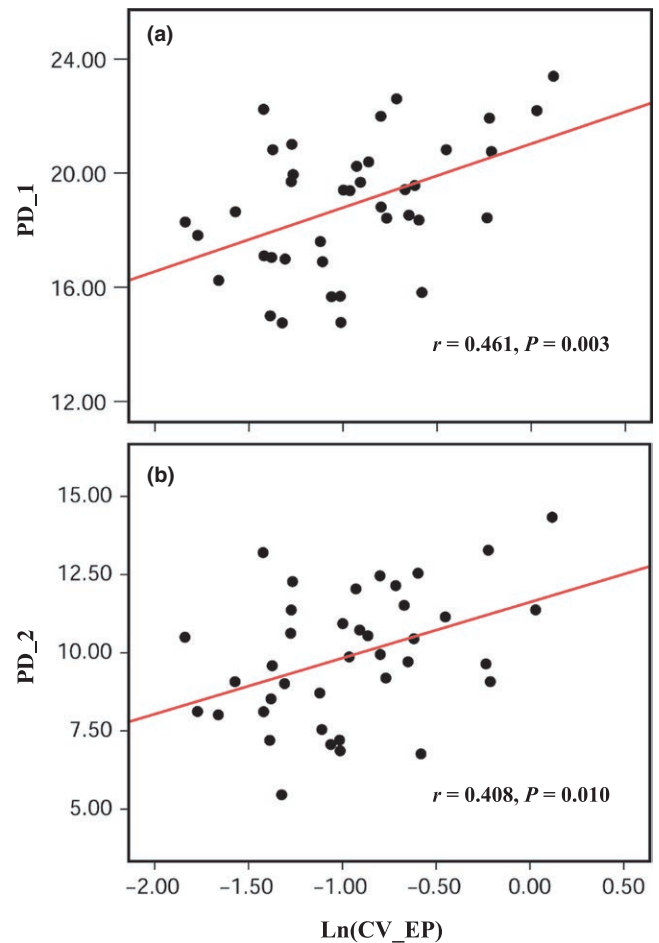 (a)
24.00
20.00
16.00
12.00
PD_1
r = 0.461, P = 0.003
(b)
15.00
12.50
10.00
7.50
5.00
PD_2
r = 0.408, P = 0.010
−2.00 −1.50 −1.00 −0.50 0.00 0.50
Ln(CV_EP)